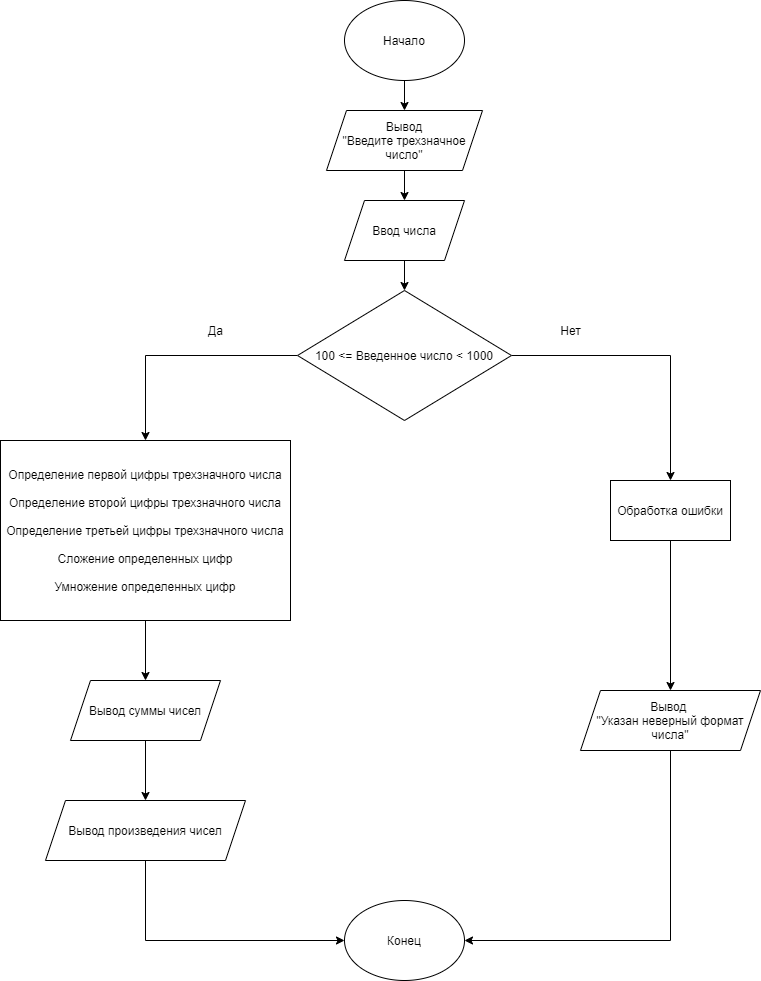 Начало
Вывод
"Введите трехзначное
число"
Ввод числа
Да
Нет
100 <= Введенное число < 1000
Определение первой цифры трехзначного числа
Определение второй цифры трехзначного числа
Определение третьей цифры трехзначного числа
Сложение определенных цифр
Умножение определенных цифр
Обработка ошибки
Вывод суммы чисел
Вывод
"Указан неверный формат
числа"
Вывод произведения чисел
Конец